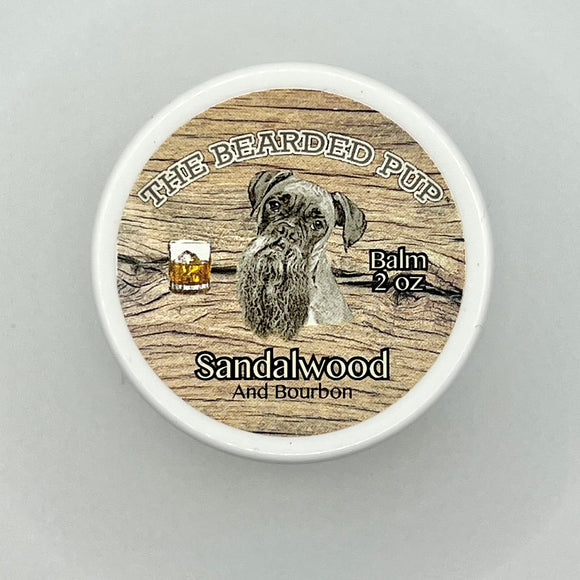 THE BEARDED PUP
Balm
2 oz
Sandalwood
And Bourbon